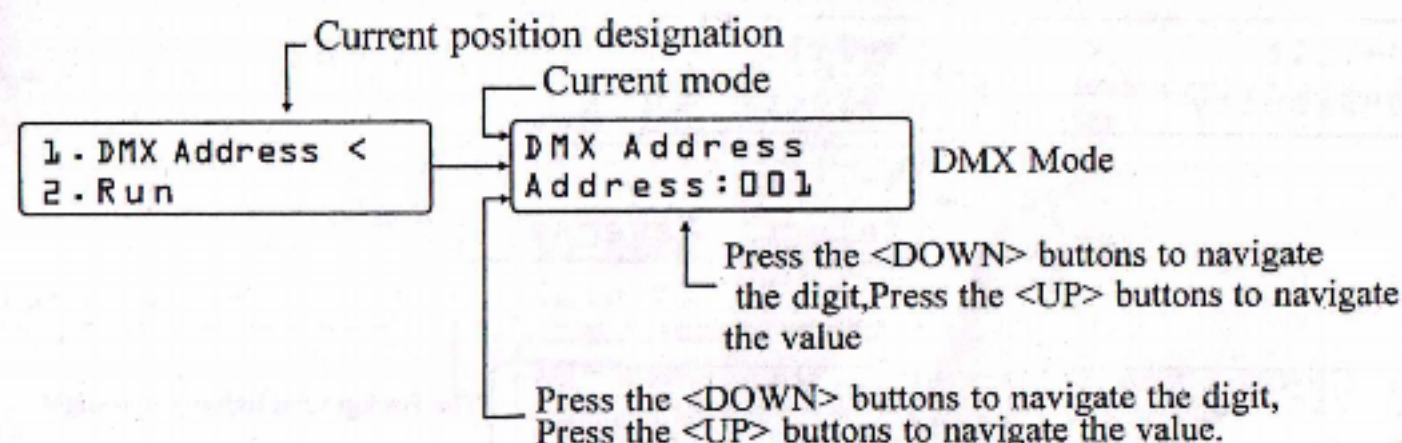 Current position designation
Current mode
1.DMX Address <
2.Run
DMX Address
Address:001
DMX Mode
Press the <DOWN> buttons to navigate
the digit,Press the <UP> buttons to navigate
the value
Press the <DOWN> buttons to navigate the digit,
Press the <UP> buttons to navigate the value.